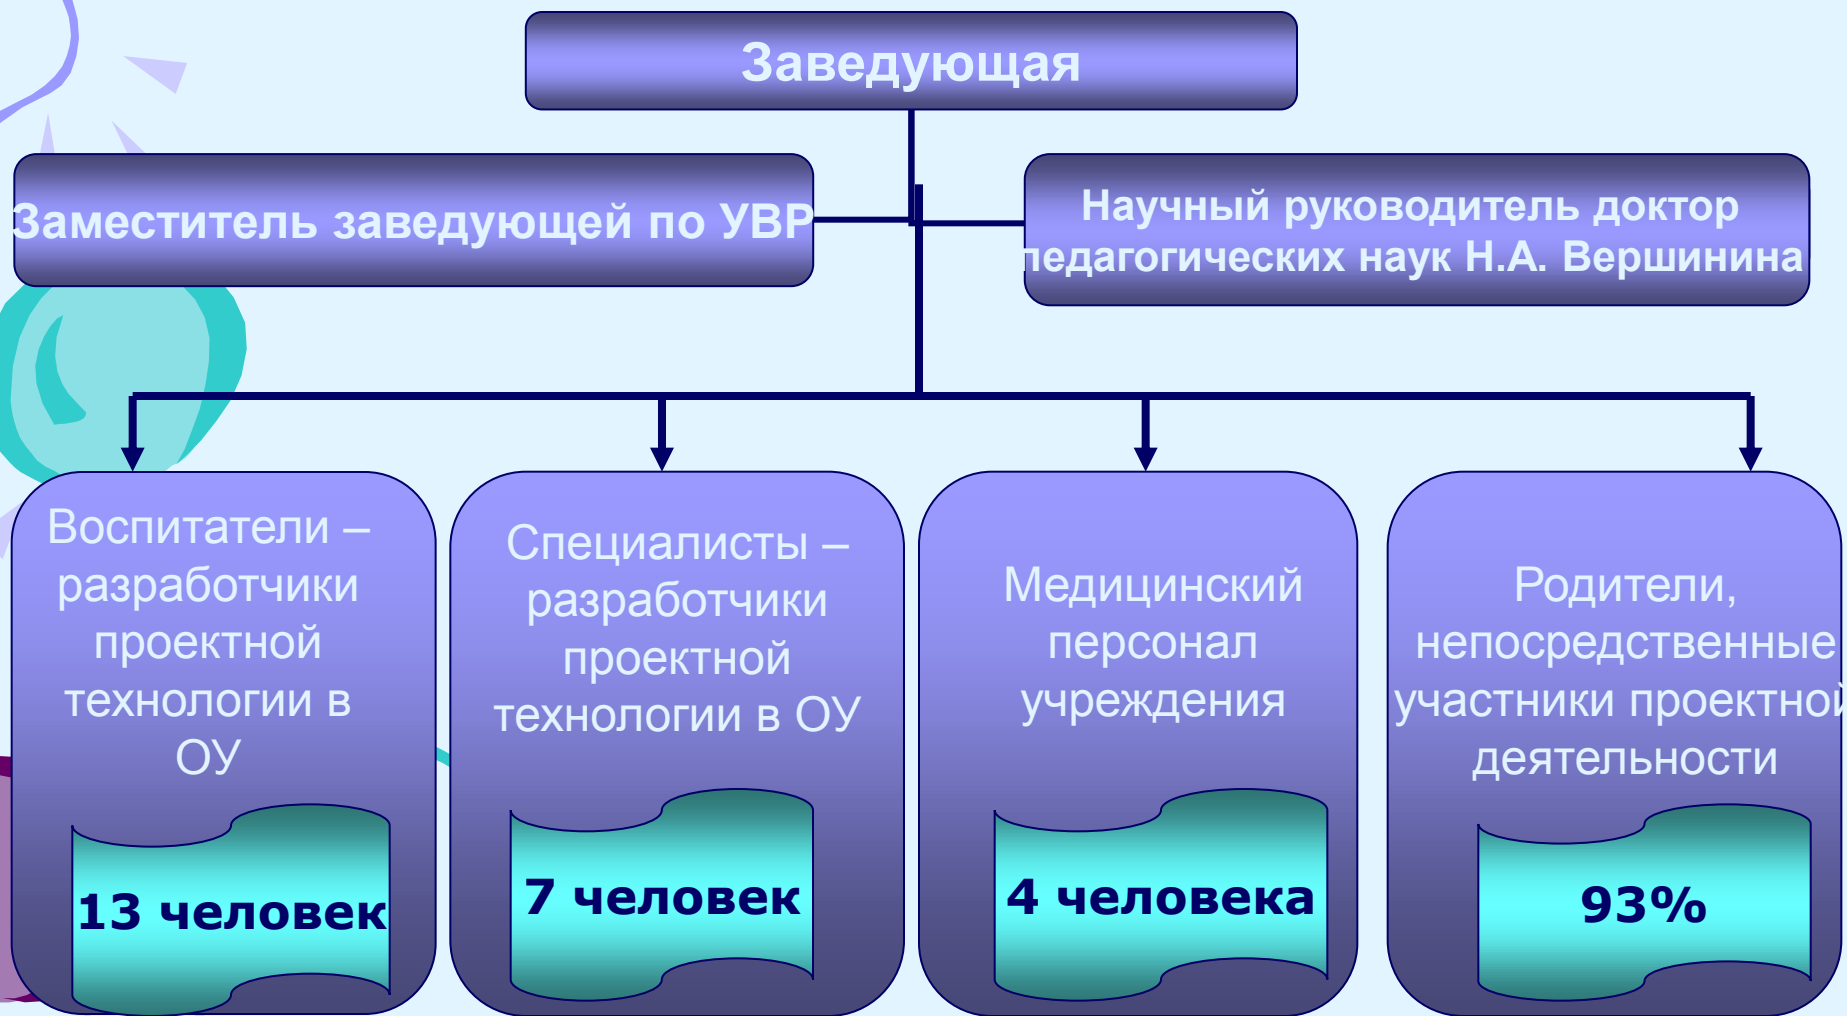 Заведующая
Заместитель заведующей по УВР
Научный руководитель доктор
педагогических наук Н.А. Вершинина
Воспитатели –
разработчики
проектной
технологии в
ОУ
13 человек
Специалисты –
разработчики
проектной
технологии в ОУ
7 человек
Медицинский
персонал
учреждения
4 человека
Родители,
непосредственные
участники проектной
деятельности
93%